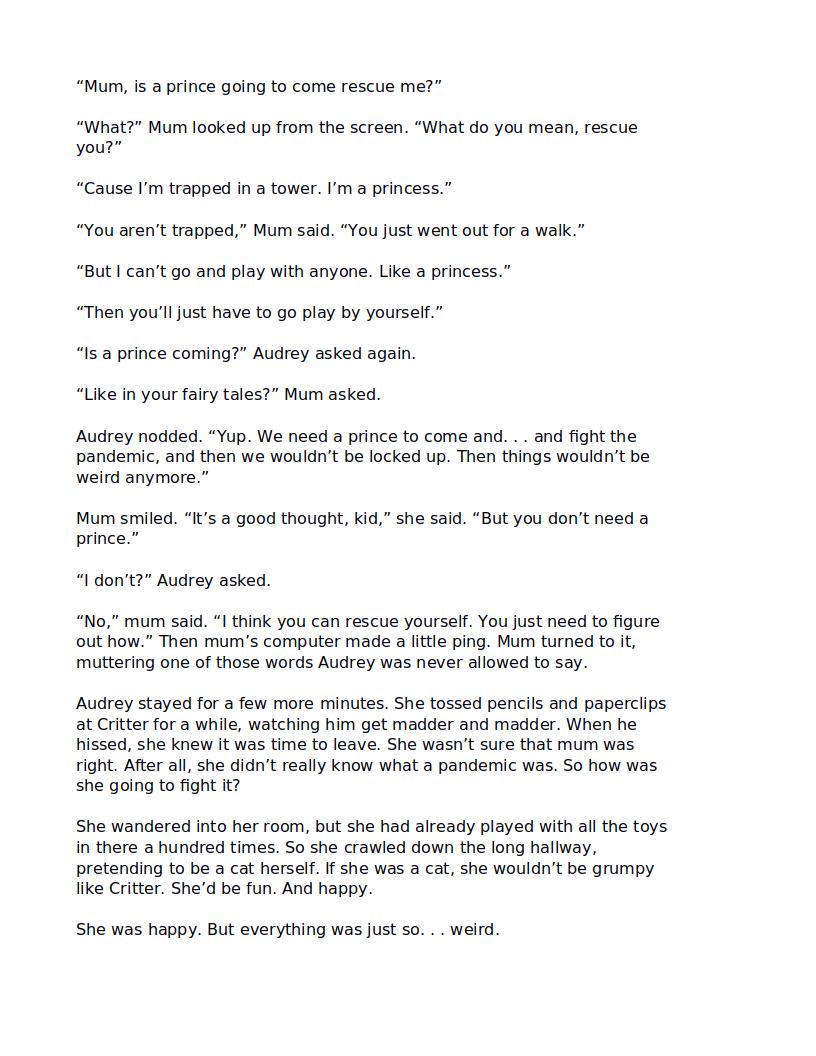 “Mum, is a prince going to come rescue me?”
“What?” Mum looked up from the screen. “What do you mean, rescue
you?”
“Cause I’m trapped in a tower. I’m a princess.”
“You aren’t trapped,” Mum said. “You just went out for a walk.”
“But I can’t go and play with anyone. Like a princess.”
“Then you’ll just have to go play by yourself.”
“Is a prince coming?” Audrey asked again.
“Like in your fairy tales?” Mum asked.
Audrey nodded. “Yup. We need a prince to come and. . . and fight the
pandemic, and then we wouldn’t be locked up. Then things wouldn’t be
weird anymore.”
Mum smiled. “It’s a good thought, kid,” she said. “But you don’t need a
prince.”
“I don’t?” Audrey asked.
“No,” mum said. “I think you can rescue yourself. You just need to figure
out how.” Then mum’s computer made a little ping. Mum turned to it,
muttering one of those words Audrey was never allowed to say.
Audrey stayed for a few more minutes. She tossed pencils and paperclips
at Critter for a while, watching him get madder and madder. When he
hissed, she knew it was time to leave. She wasn’t sure that mum was
right. After all, she didn’t really know what a pandemic was. So how was
she going to fight it?
She wandered into her room, but she had already played with all the toys
in there a hundred times. So she crawled down the long hallway,
pretending to be a cat herself. If she was a cat, she wouldn’t be grumpy
like Critter. She’d be fun. And happy.
She was happy. But everything was just so. . . weird.